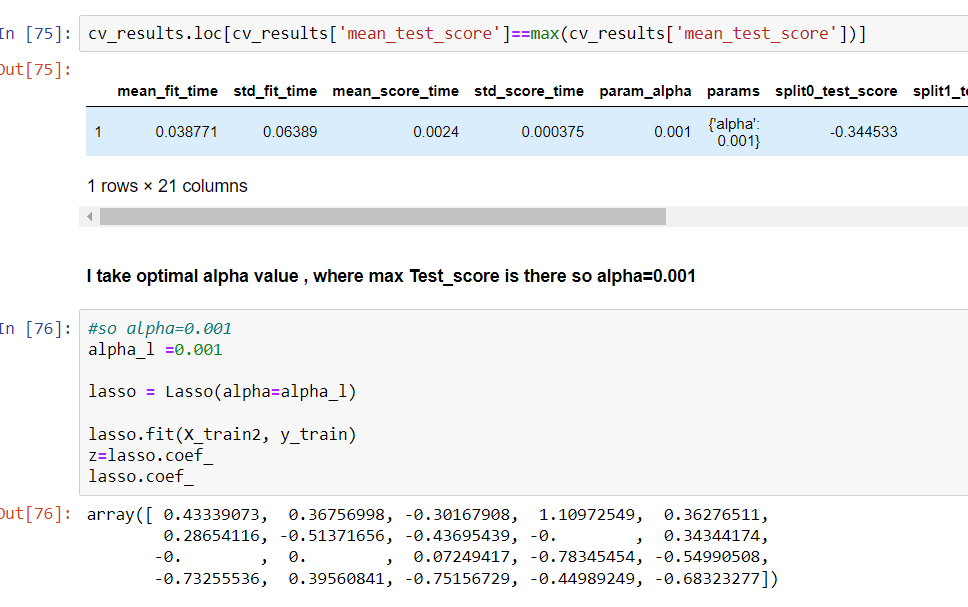 In [75]: cv_results.loc[cv_results['mean_test_score']==max(cv_results['mean_test_score'])]
Out[75]:
mean_fit_time std_fit_time mean_score_time std_score_time param_alpha params split0_test_score split1_te
1 0.038771 0.06389 0.0024 0.000375 0.001 {'alpha': -0.344533
0.001}
1 rows × 21 columns
I take optimal alpha value , where max Test_score is there so alpha=0.001
In [76]: #so alpha=0.001
alpha_l =0.001
lasso = Lasso(alpha=alpha_l)
lasso.fit(X_train2, y_train)
z=lasso.coef_
lasso.coef_
Out[76]: array([ 0.43339073, 0.36756998, -0.30167908, 1.10972549, 0.36276511,
0.28654116, -0.51371656, -0.43695439, -0. , 0.34344174,
-0. , 0. , 0.07249417, -0.78345454, -0.54990508,
-0.73255536, 0.39560841, -0.75156729, -0.44989249, -0.68323277])